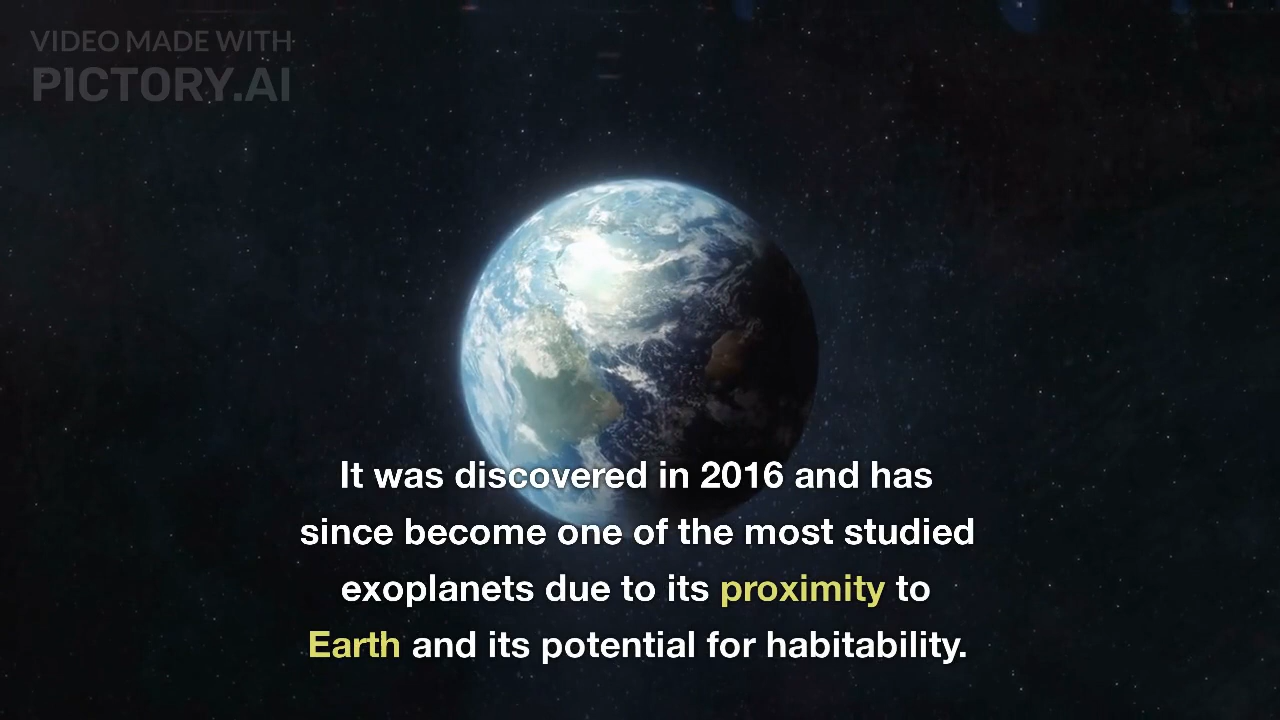 VIDEO MADE WITH
PICTORY.AI
It was discovered in 2016 and has
since become one of the most studied
exoplanets due to its proximity to
Earth and its potential for habitability.